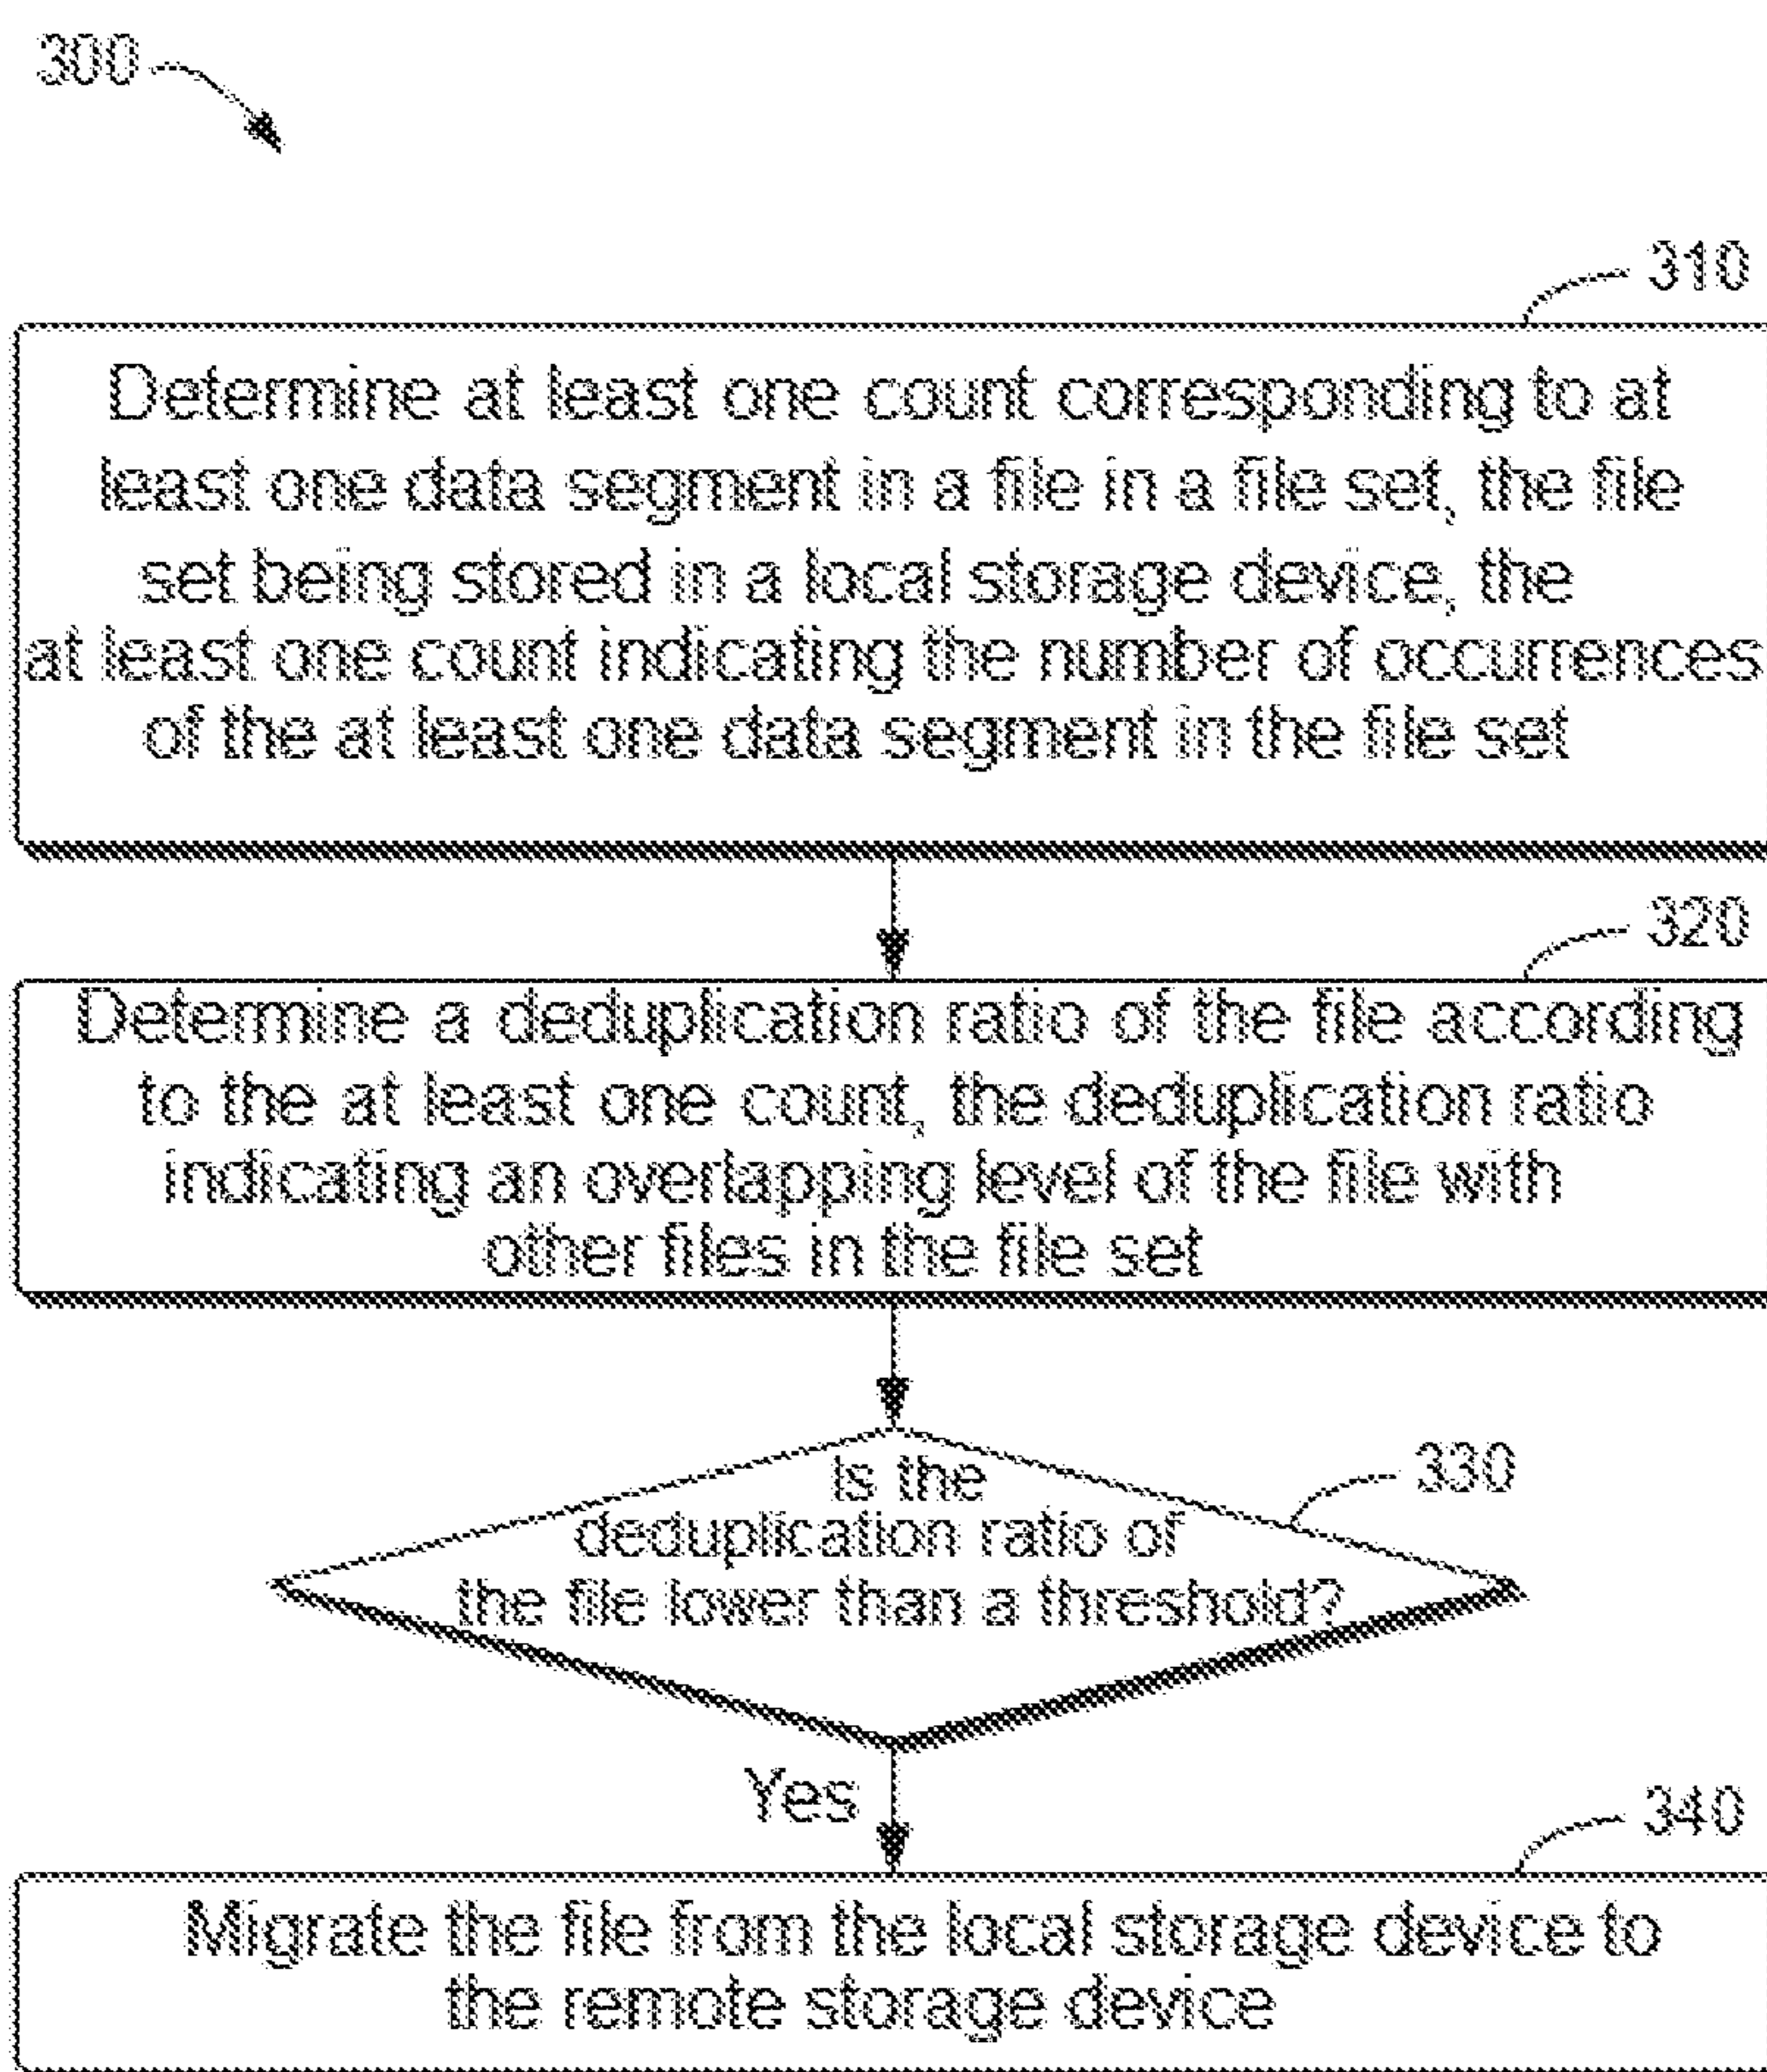 300
310
Determine at least one count corresponding to at
least one data segment in a file in a file set, the file
set being stored in a local storage device, the
at least one count indicating the number of occurrences
of the at least one data segment in the file set
320
Determine a deduplication ratio of the file according
to the at least one count, the deduplication ratio
indicating an overlapping level of the file with
other files in the file set
330
Is the
deduplication ratio of
the file lower than a threshold?
Yes
340
Migrate the file from the local storage device to
the remote storage device